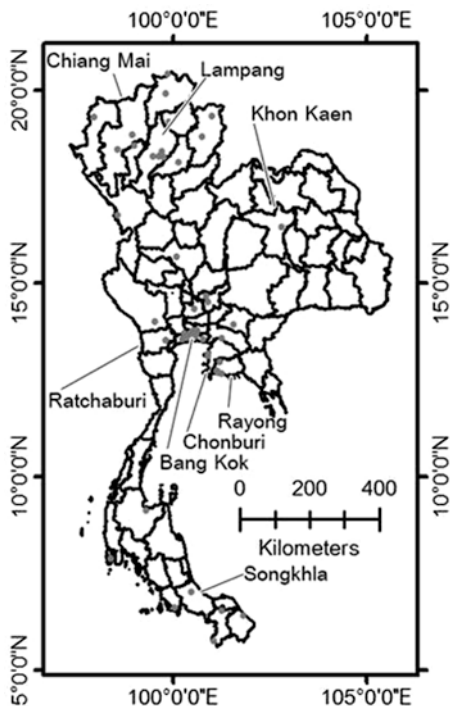 100°0'0"E 105°0'0"E
Chiang Mai
Lampang
20°0'0"N
20°0'0"N
Khon Kaen
15°0'0"N
15°0'0"N
Ratchaburi
Rayong
Chonburi
Bang Kok
10°0'0"N
10°0'0"N
0 200 400
Kilometers
Songkhla
5°0'0"N
5°0'0"N
100°0'0"E 105°0'0"E